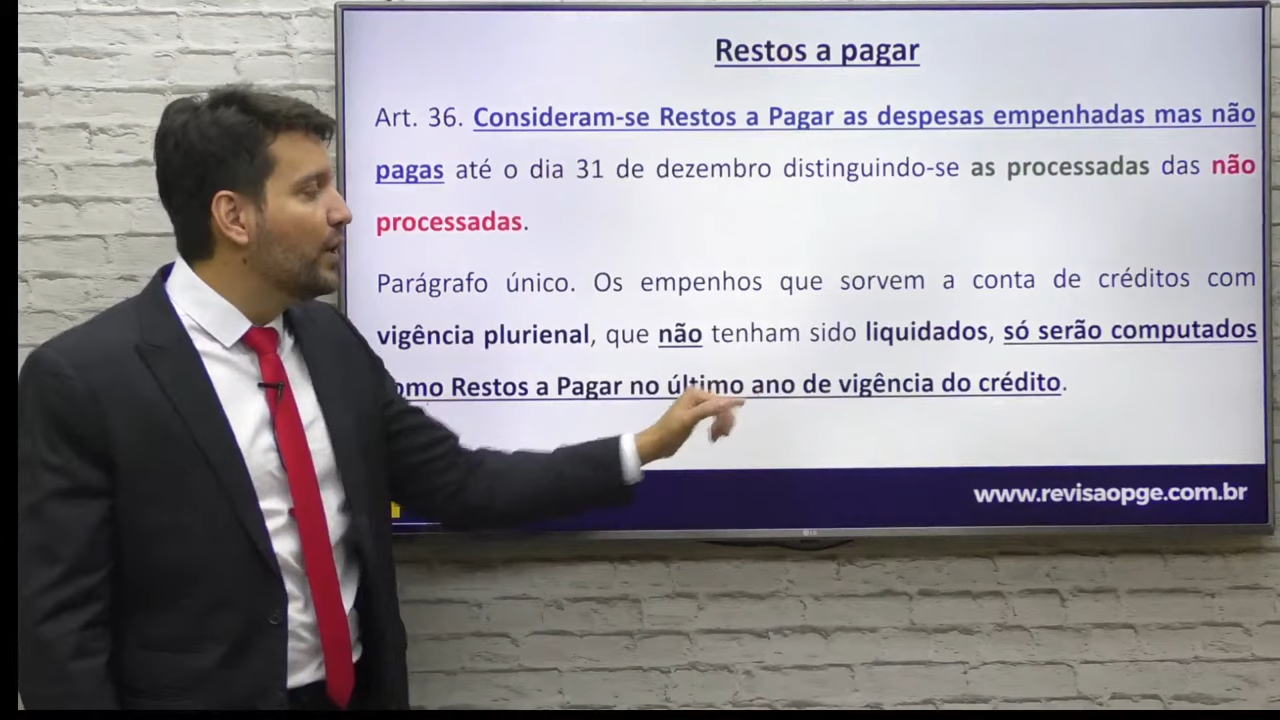 Restos a pagar
Art. 36. Consideram-se Restos a Pagar as despesas empenhadas mas não
pagas até o dia 31 de dezembro distinguindo-se as processadas das não
processadas.
Parágrafo único. Os empenhos que sorvem a conta de créditos com
vigência plurienal, que não tenham sido liquidados, só serão computados
omo Restos a Pagar no último ano de vigência do crédito.
www.revisaopge.com.br
LG